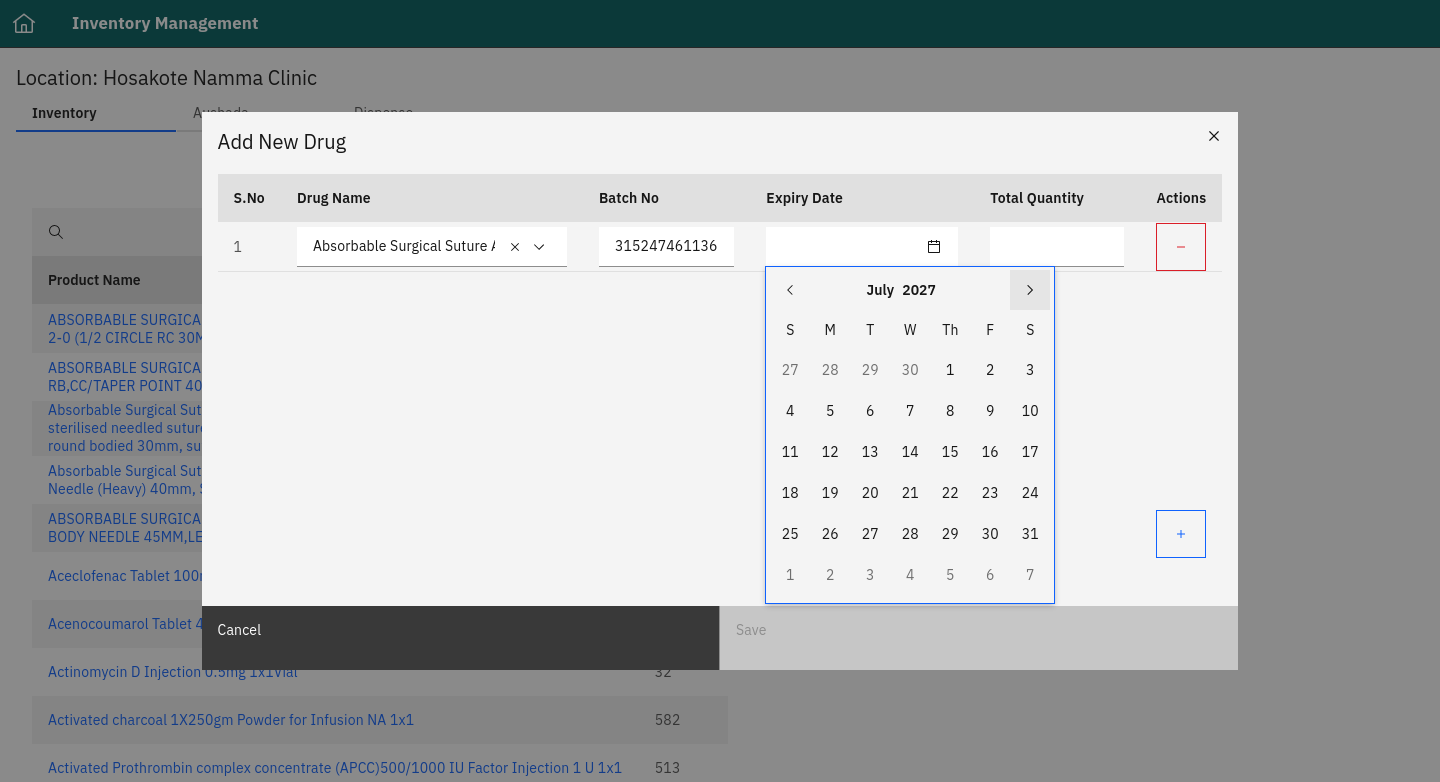 Inventory Management
Location: Hosakote Namma Clinic
Inventory
Add New Drug
S.No Drug Name Batch No Expiry Date Total Quantity Actions
1 Absorbable Surgical Suture 315247461136
July 2027
S M T W Th F S
27 28 29 30 1 2 3
4 5 6 7 8 9 10
11 12 13 14 15 16 17
18 19 20 21 22 23 24
25 26 27 28 29 30 31
1 2 3 4 5 6 7
Cancel Save
Product Name
ABSORBABLE SURGICA
2-0 (1/2 CIRCLE RC 30M
ABSORBABLE SURGICA
RB,CC/TAPER POINT 40
Absorbable Surgical Sut
sterilised needled suture
round bodied 30mm, su
Absorbable Surgical Sut
Needle (Heavy) 40mm,
ABSORBABLE SURGICA
BODY NEEDLE 45MM,LE
Aceclofenac Tablet 100m
Acenocoumarol Tablet 4
Actinomycin D Injection 0.5mg 1x1Vial 32
Activated charcoal 1X250gm Powder for Infusion NA 1x1 582
Activated Prothrombin complex concentrate (APCC)500/1000 IU Factor Injection 1 U 1x1 513